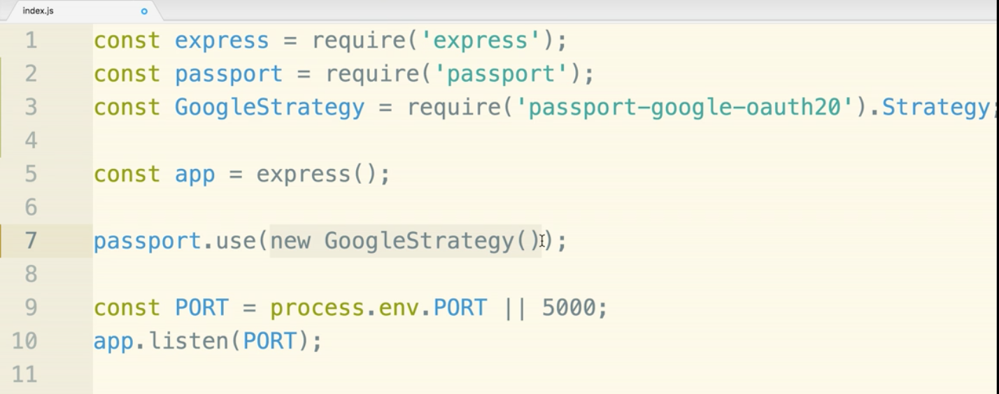 index.js
1 const express = require('express');
2 const passport = require('passport');
3 const GoogleStrategy = require('passport-google-oauth20').Strategy;
4
5 const app = express();
6
7 passport.use(new GoogleStrategy());
8
9 const PORT = process.env.PORT || 5000;
10 app.listen(PORT);
11